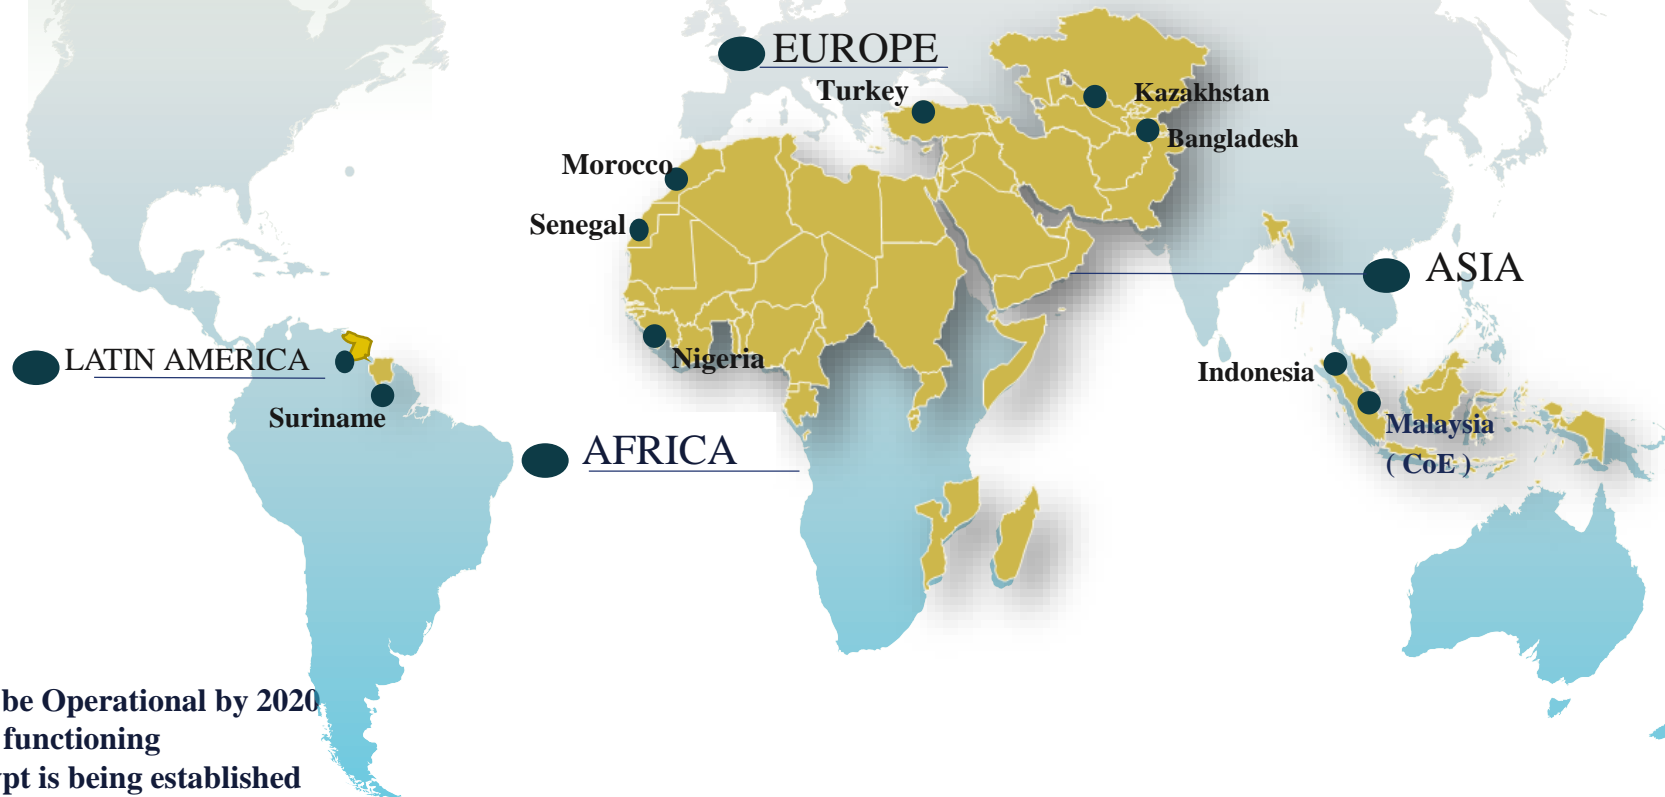 EUROPE
Turkey
Kazakhstan
Bangladesh
Morocco
Senegal
ASIA
Nigeria
LATIN AMERICA
Indonesia
Suriname
Malaysia
( CoE )
AFRICA
be Operational by 2020
functioning
pt is being established